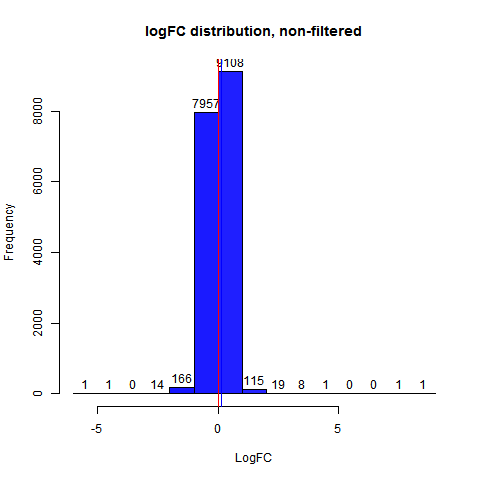 logFC distribution, non-filtered
9108
7957
1 1 0 14 166 115 19 8 1 0 0 1 1
Frequency
0 2000 4000 6000 8000
-5 0 5
LogFC